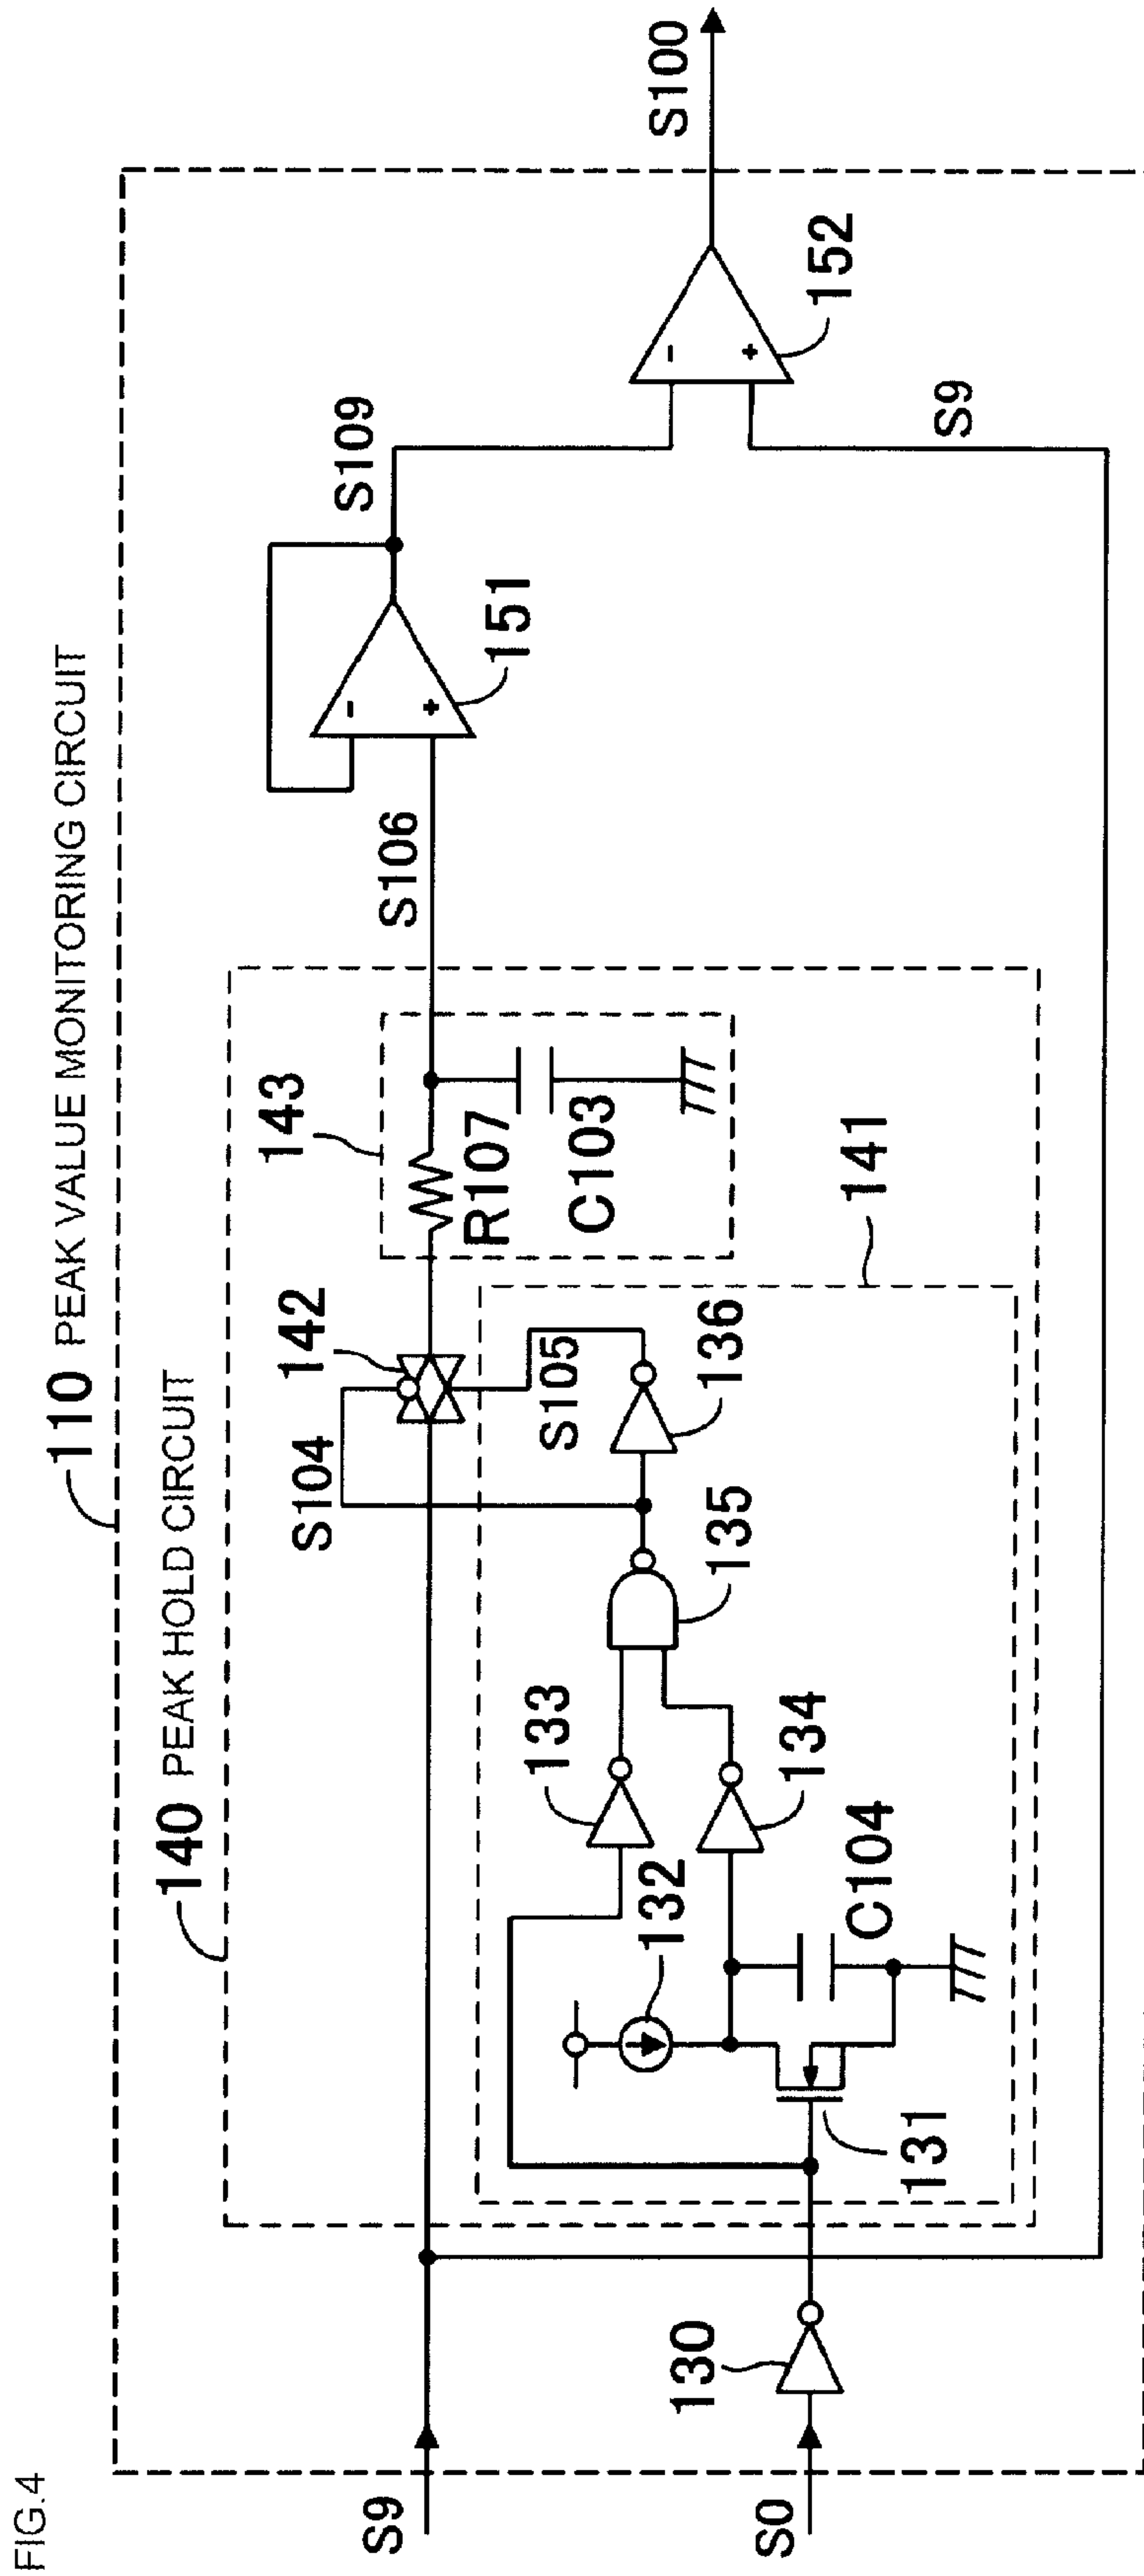 FIG.4
110 PEAK VALUE MONITORING CIRCUIT
140 PEAK HOLD CIRCUIT
S9
S104
142
143
R107
C103
S106
-
+
151
S109
S105
136
141
133
135
132
134
C104
131
130
S0
-
+
152
S9
S100